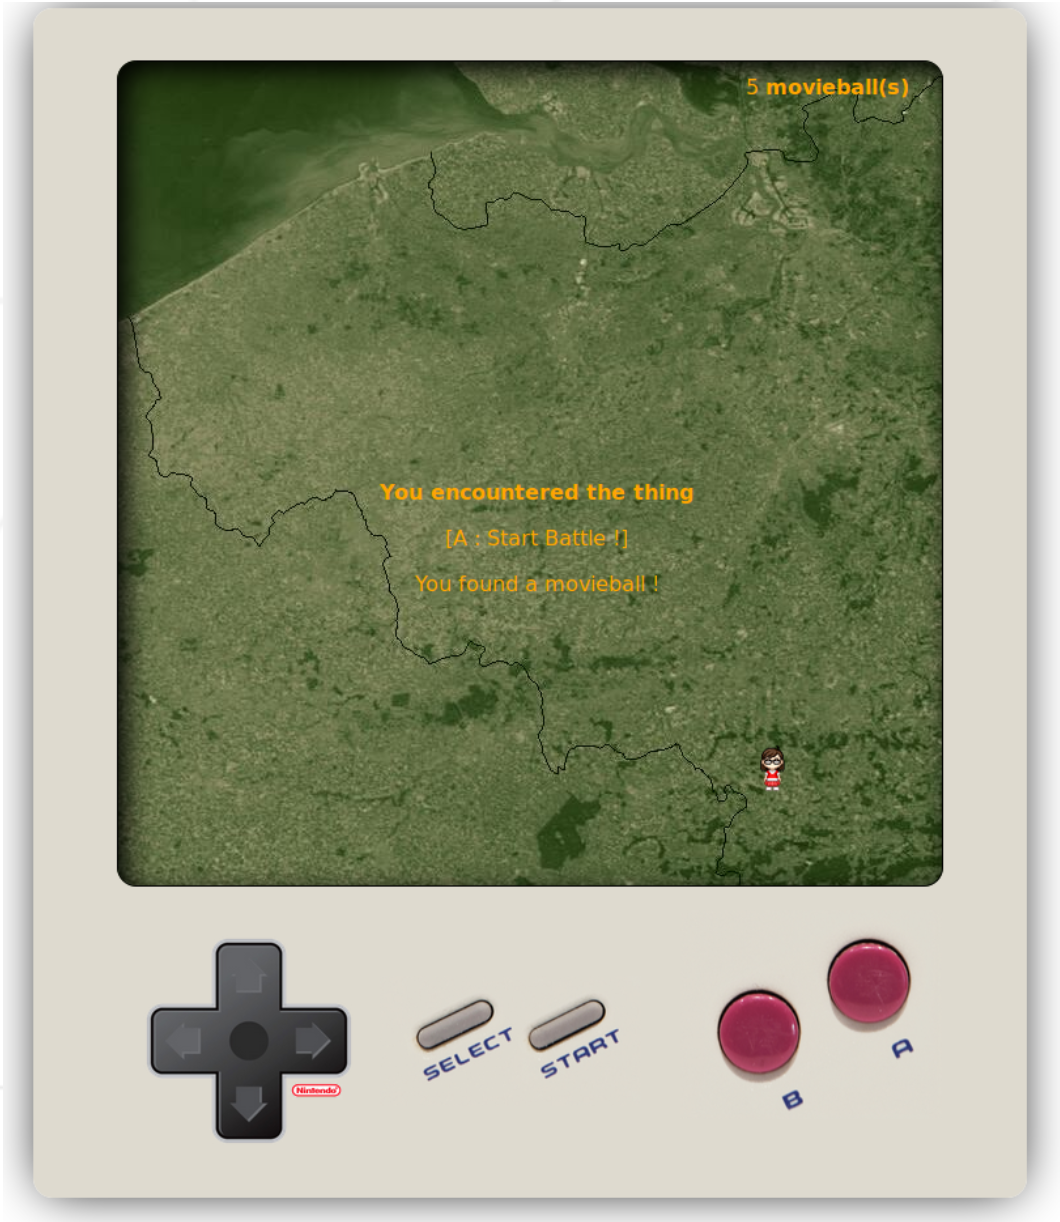 5 movieball(s)
You encountered the thing
[A : Start Battle !]
You found a movieball !
Nintendo
SELECT
START
A
B